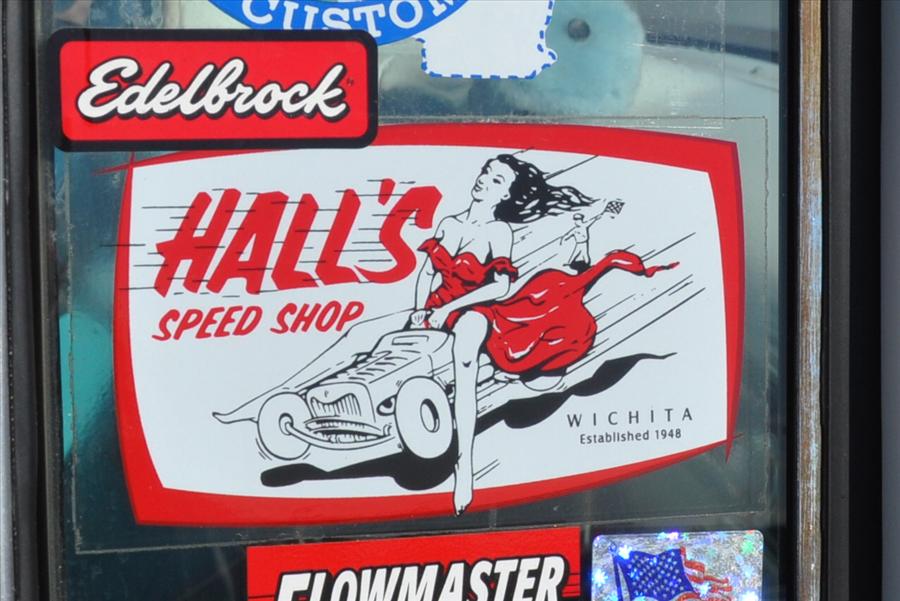 CUSTOM
Edelbrock
HALL'S
SPEED SHOP
WICHITA
Established 1948
FLOWMASTER